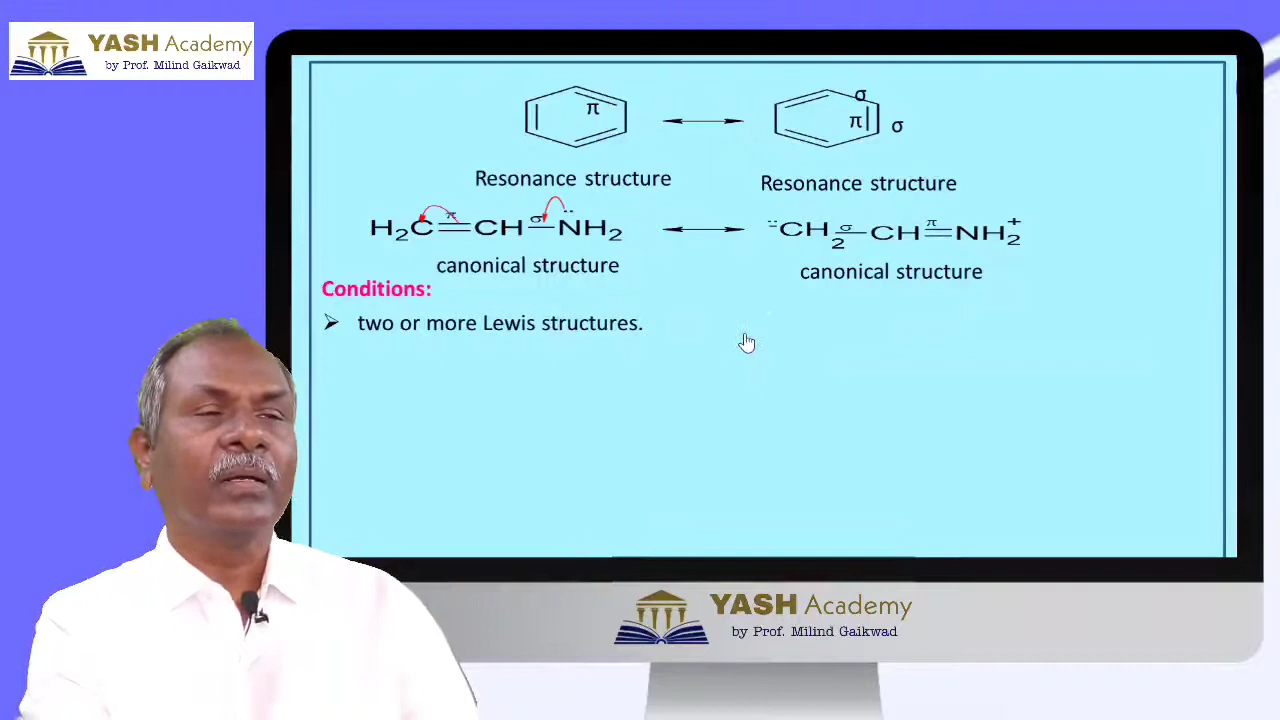 YASH Academy
by Prof. Milind Gaikwad
π
σ
π σ
Resonance structure
Resonance structure
π σ ··
H2C=CH—NH2
σ π
¨-CH2—CH=NH2+
canonical structure
canonical structure
Conditions:
➢ two or more Lewis structures.
YASH Academy
by Prof. Milind Gaikwad